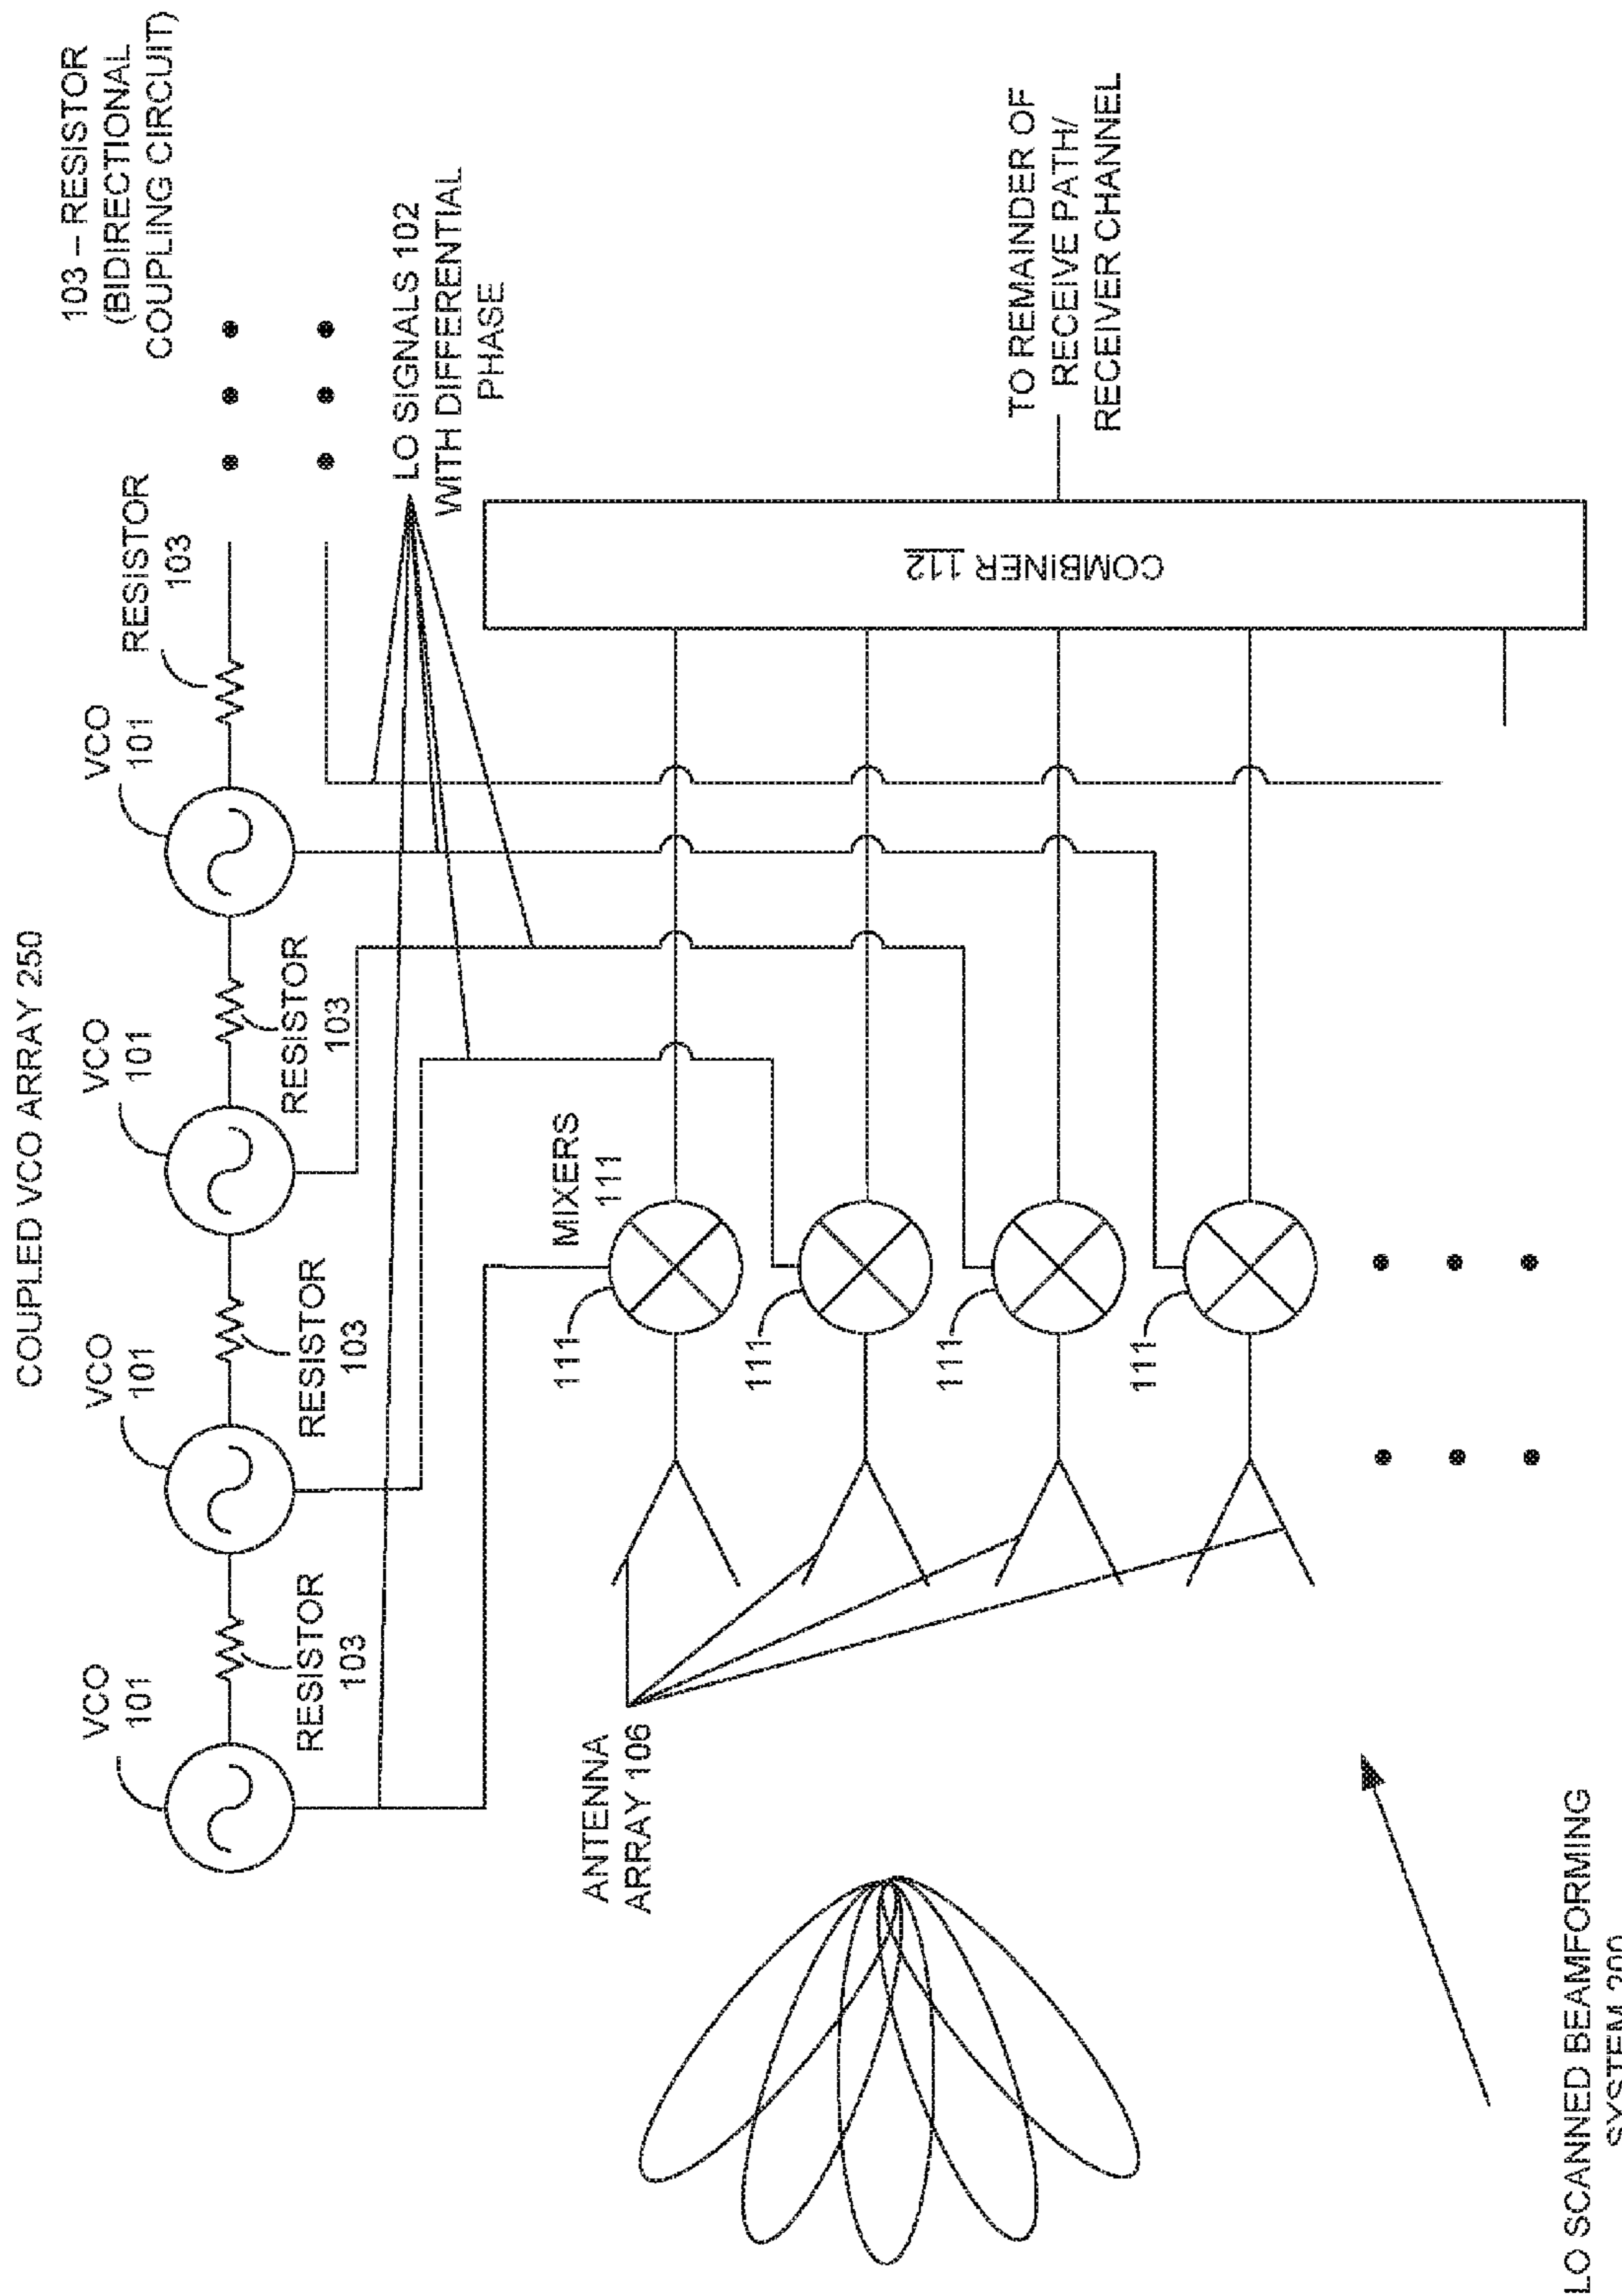 COUPLED VCO ARRAY 250
103 – RESISTOR
(BIDIRECTIONAL
COUPLING CIRCUIT)
VCO
101
VCO
101
VCO
101
VCO
101
RESISTOR
103
RESISTOR
103
RESISTOR
103
RESISTOR
103
LO SIGNALS 102
WITH DIFFERENTIAL
PHASE
ANTENNA
ARRAY 106
MIXERS
111
111
111
111
111
COMBINER 112
TO REMAINDER OF
RECEIVE PATH/
RECEIVER CHANNEL
LO SCANNED BEAMFORMING
SYSTEM 200